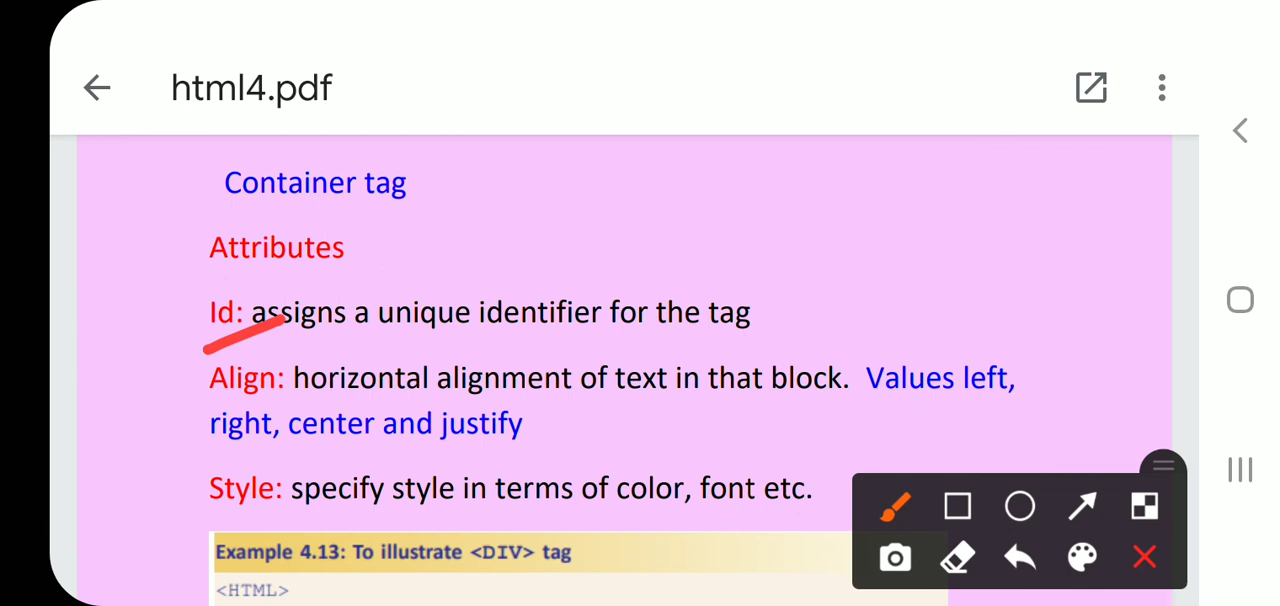 html4.pdf
Container tag
Attributes
Id: assigns a unique identifier for the tag
Align: horizontal alignment of text in that block. Values left,
right, center and justify
Style: specify style in terms of color, font etc.
Example 4.13: To illustrate <DIV> tag
<HTML>